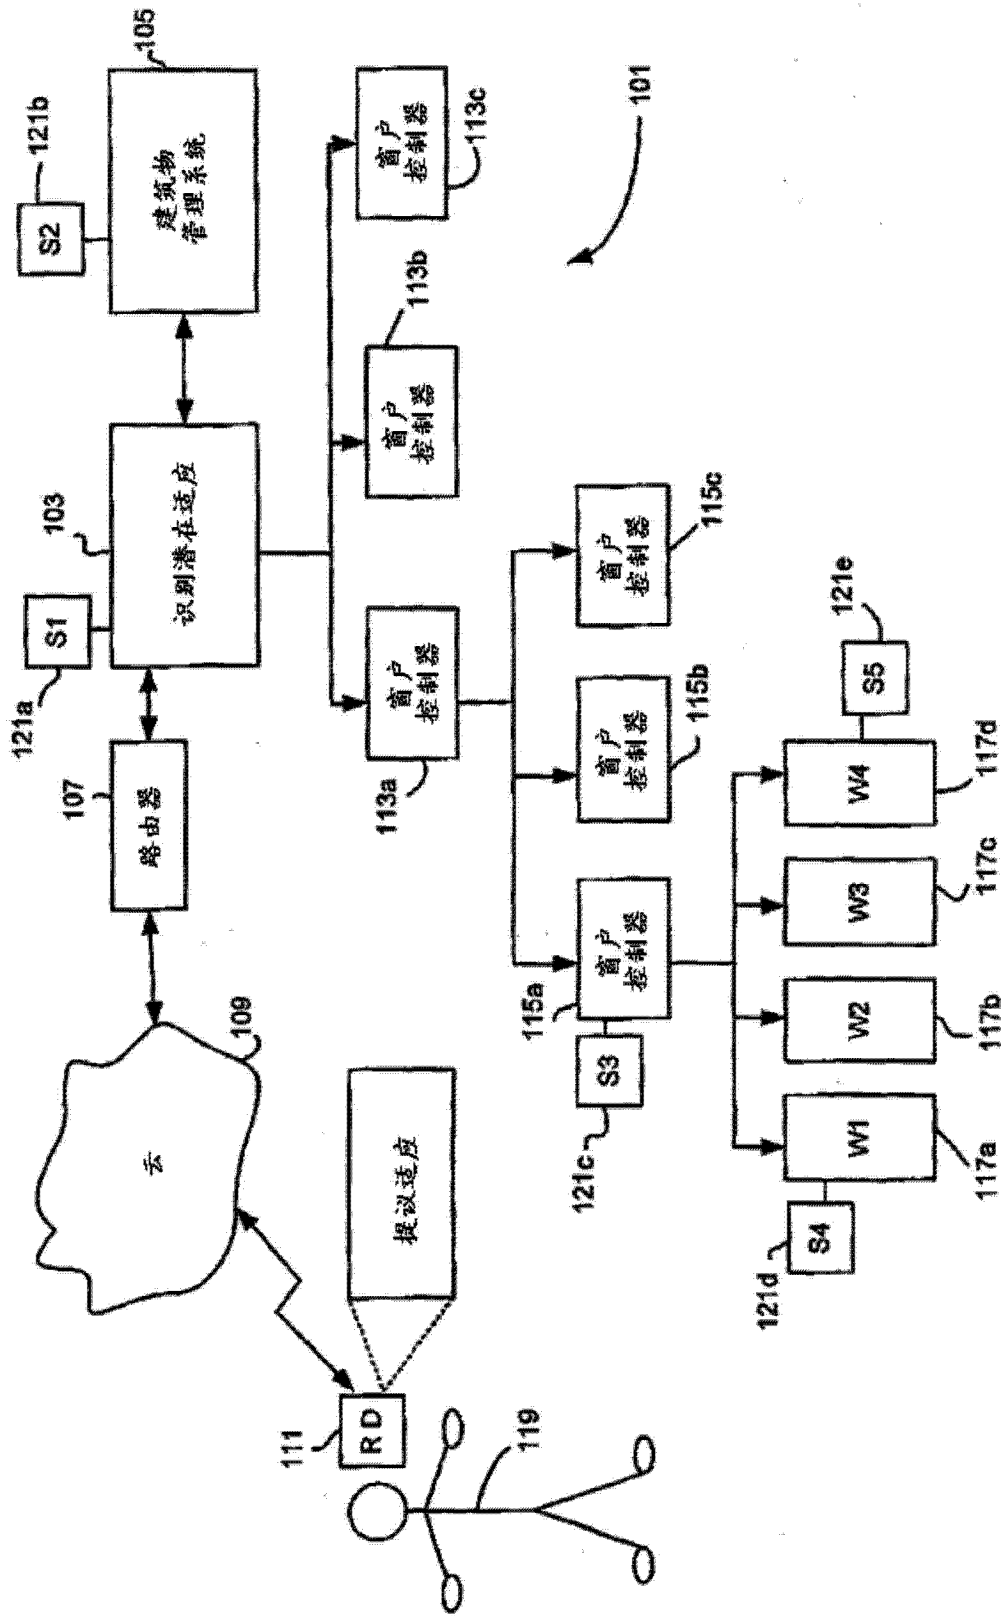 S1
121a
103
S2
121b
105
云
109
路由器
107
识别潜在适应
建筑物
管理系统
111
RD
提议适应
119
窗户
控制器
113a
窗户
控制器
113b
窗户
控制器
113c
101
S3
121c
115a
窗户
控制器
窗户
控制器
115b
窗户
控制器
115c
S4
121d
W1
117a
W2
117b
W3
117c
W4
117d
S5
121e